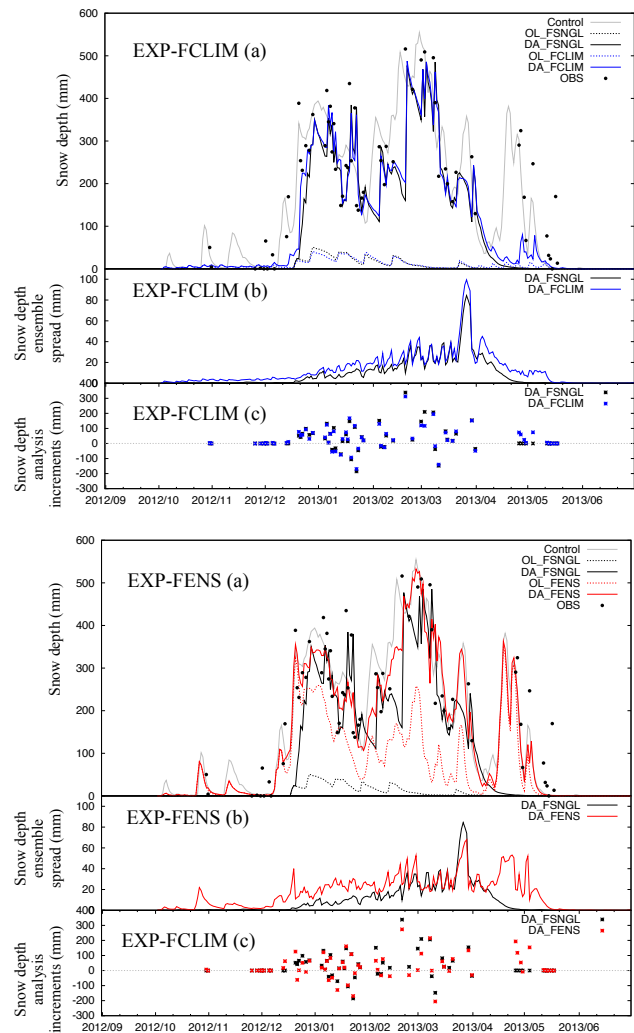 EXP-FCLIM (a)
Control
OL_FSNGL
DA_FSNGL
OL_FCLIM
DA_FCLIM
OBS
Snow depth (mm)
600
500
400
300
200
100
0
EXP-FCLIM (b)
DA_FSNGL
DA_FCLIM
Snow depth
ensemble
spread (mm)
100
80
60
40
20
0
EXP-FCLIM (c)
DA_FSNGL
DA_FCLIM
Snow depth
analysis
increments (mm)
400
300
200
100
0
-100
-200
-300
2012/09 2012/10 2012/11 2012/12 2013/01 2013/02 2013/03 2013/04 2013/05 2013/06
EXP-FENS (a)
Control
OL_FSNGL
DA_FSNGL
OL_FENS
DA_FENS
OBS
Snow depth (mm)
600
500
400
300
200
100
0
EXP-FENS (b)
DA_FSNGL
DA_FENS
Snow depth
ensemble
spread (mm)
100
80
60
40
20
0
EXP-FCLIM (c)
DA_FSNGL
DA_FENS
Snow depth
analysis
increments (mm)
400
300
200
100
0
-100
-200
-300
2012/09 2012/10 2012/11 2012/12 2013/01 2013/02 2013/03 2013/04 2013/05 2013/06